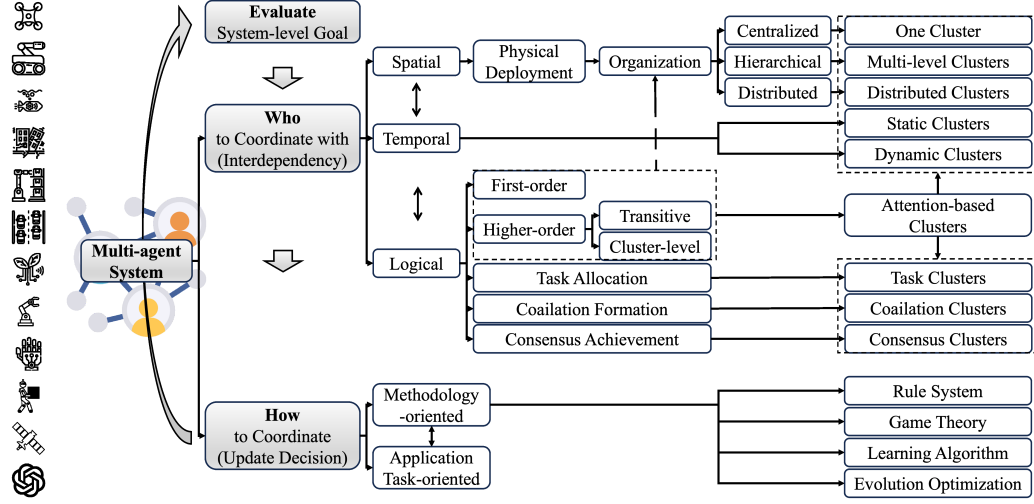 Evaluate
System-level Goal
Who
to Coordinate with
(Interdependency)
Multi-agent
System
How
to Coordinate
(Update Decision)
Spatial
Physical
Deployment
Organization
Centralized
Hierarchical
Distributed
One Cluster
Multi-level Clusters
Distributed Clusters
Temporal
Static Clusters
Dynamic Clusters
First-order
Higher-order
Transitive
Cluster-level
Attention-based
Clusters
Logical
Task Allocation
Task Clusters
Coailation Formation
Coailation Clusters
Consensus Achievement
Consensus Clusters
Methodology
-oriented
Application
Task-oriented
Rule System
Game Theory
Learning Algorithm
Evolution Optimization